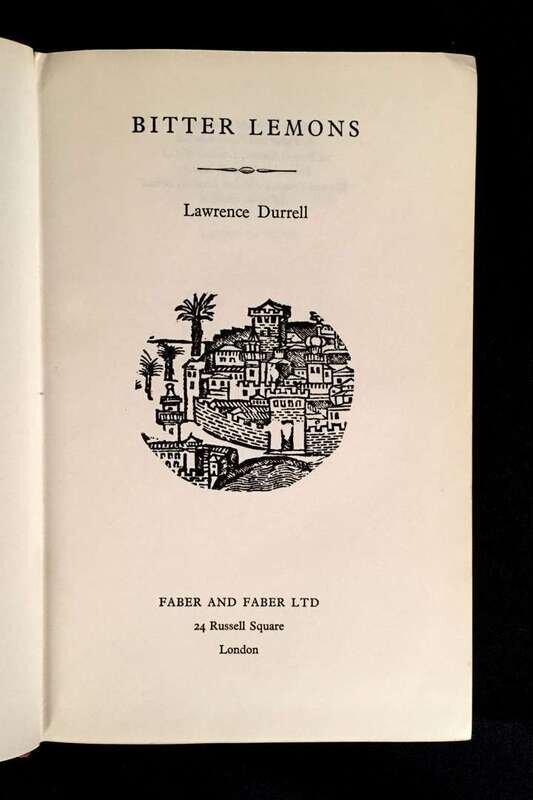 BITTER LEMONS
Lawrence Durrell
FABER AND FABER LTD
24 Russell Square
London